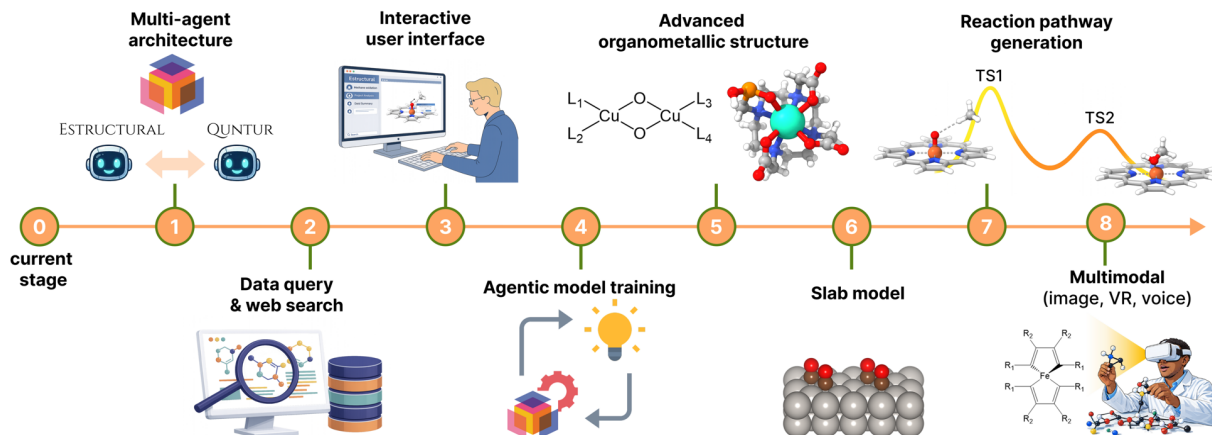 Multi-agent
architecture
ESTRUCTURAL
QUNTUR
Interactive
user interface
Estructural
Advanced
organometallic structure
L1
L2
O
Cu
Cu
O
L3
L4
Reaction pathway
generation
TS1
TS2
0
1
2
3
4
5
6
7
8
current
stage
Data query
& web search
Agentic model training
Slab model
Multimodal
(image, VR, voice)
R2
R2
R1
R1
Fe
R1
R1
R2
R2